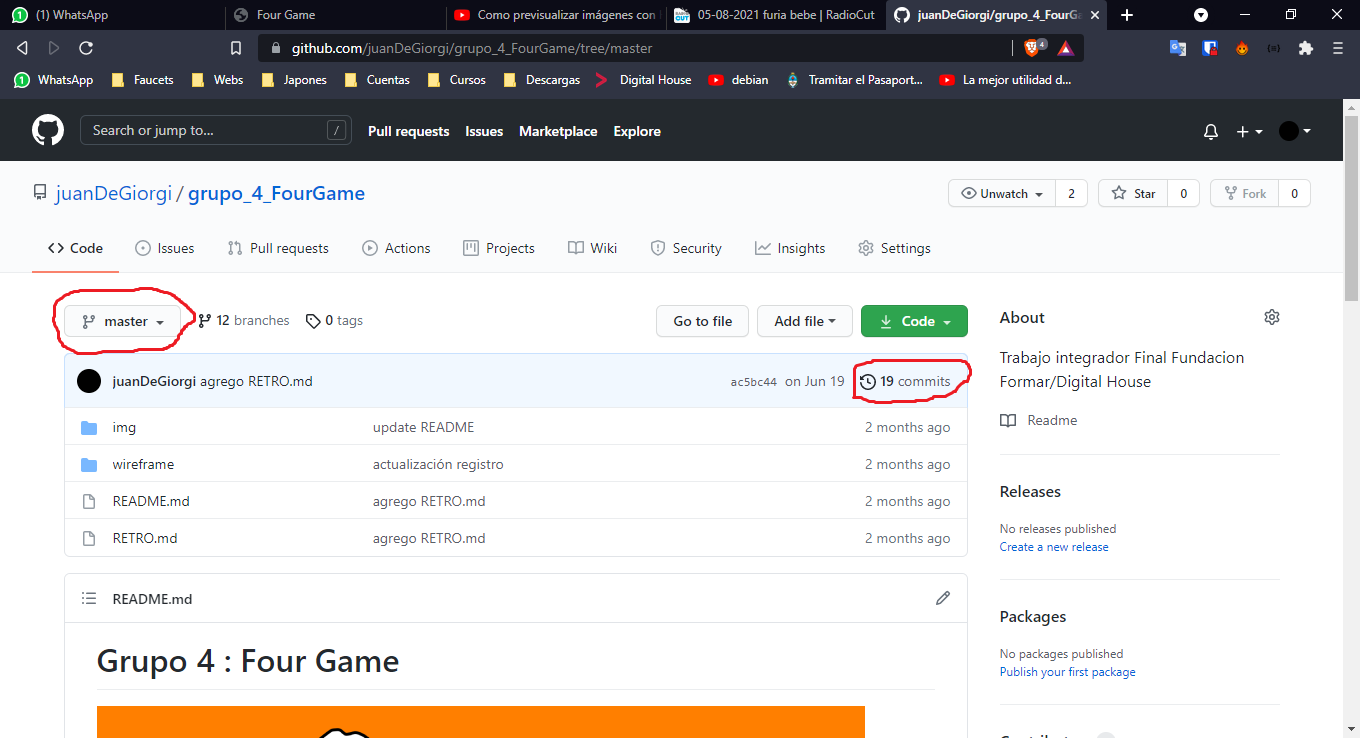 (1) WhatsApp Four Game Como previsualizar imágenes con 05-08-2021 furia bebe | RadioCut juanDeGiorgi/grupo_4_FourGa
github.com/juanDeGiorgi/grupo_4_FourGame/tree/master 4
WhatsApp Faucets Webs Japones Cuentas Cursos Descargas Digital House debian Tramitar el Pasaport... La mejor utilidad d...
Search or jump to... / Pull requests Issues Marketplace Explore
juanDeGiorgi / grupo_4_FourGame Unwatch 2 Star 0 Fork 0
Code Issues Pull requests Actions Projects Wiki Security Insights Settings
master 12 branches 0 tags Go to file Add file Code
juanDeGiorgi agrego RETRO.md ac5bc44 on Jun 19 19 commits
img update README 2 months ago
wireframe actualización registro 2 months ago
README.md agrego RETRO.md 2 months ago
RETRO.md agrego RETRO.md 2 months ago
README.md
Grupo 4 : Four Game
About
Trabajo integrador Final Fundacion
Formar/Digital House
Readme
Releases
No releases published
Create a new release
Packages
No packages published
Publish your first package